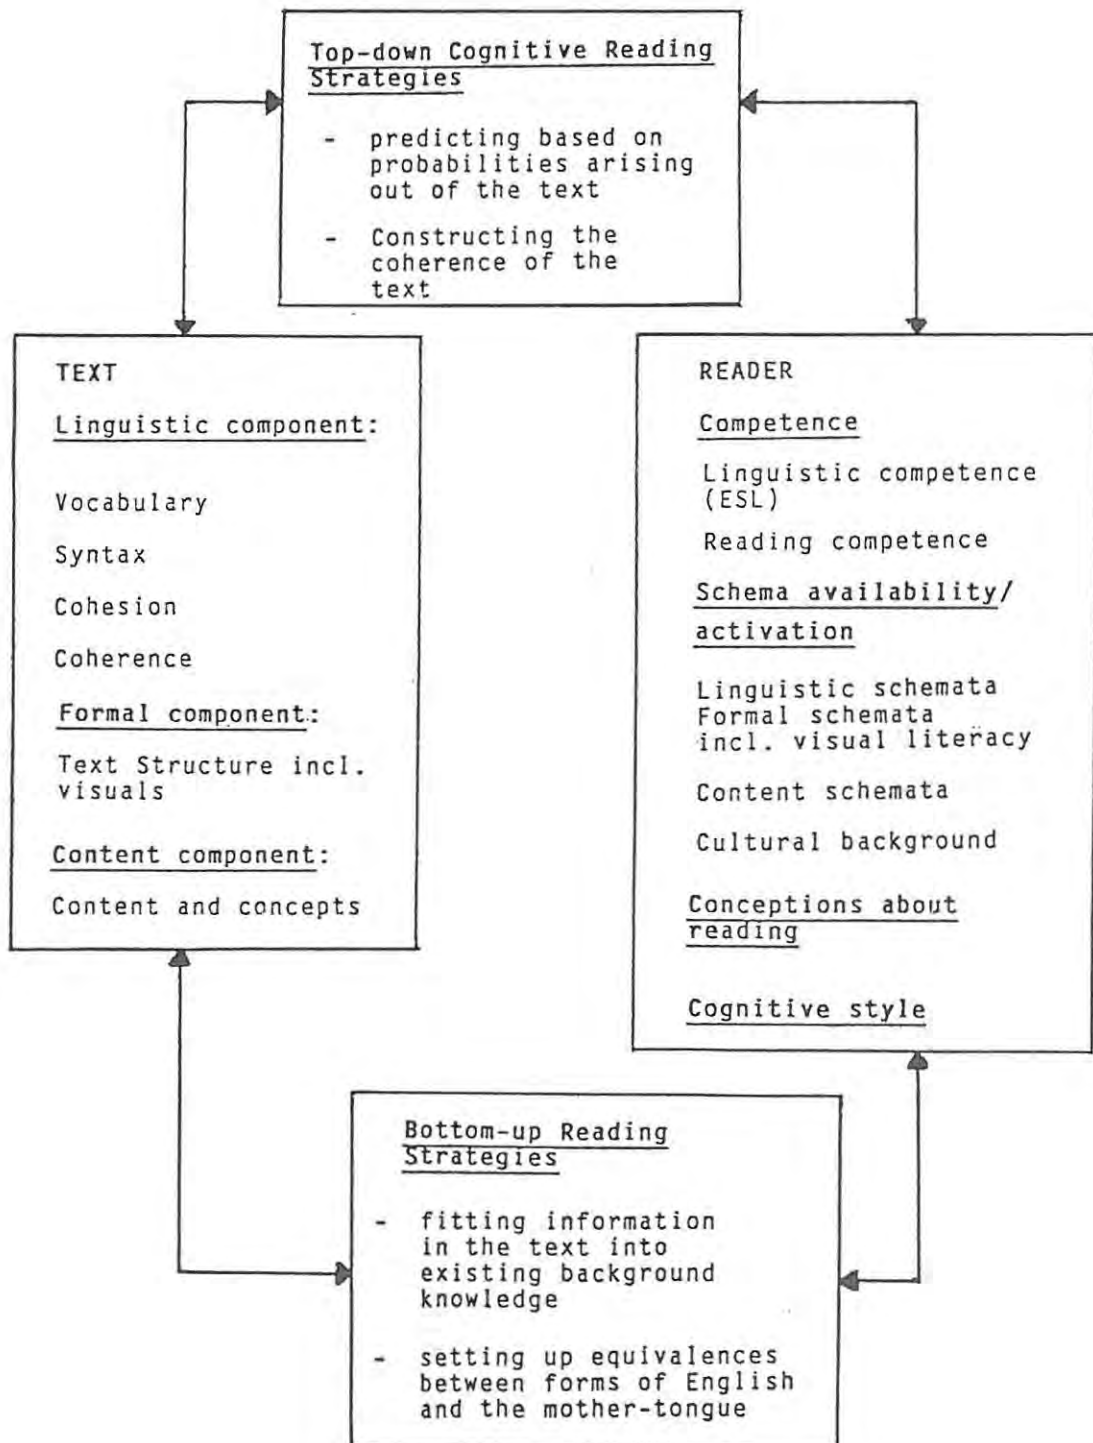 Top-down Cognitive Reading
Strategies
- predicting based on
probabilities arising
out of the text
- Constructing the
coherence of the
text
TEXT
Linguistic component:
Vocabulary
Syntax
Cohesion
Coherence
Formal component:
Text Structure incl.
visuals
Content component:
Content and concepts
READER
Competence
Linguistic competence
(ESL)
Reading competence
Schema availability/
activation
Linguistic schemata
Formal schemata
incl. visual literacy
Content schemata
Cultural background
Conceptions about
reading
Cognitive style
Bottom-up Reading
Strategies
- fitting information
in the text into
existing background
knowledge
- setting up equivalences
between forms of English
and the mother-tongue